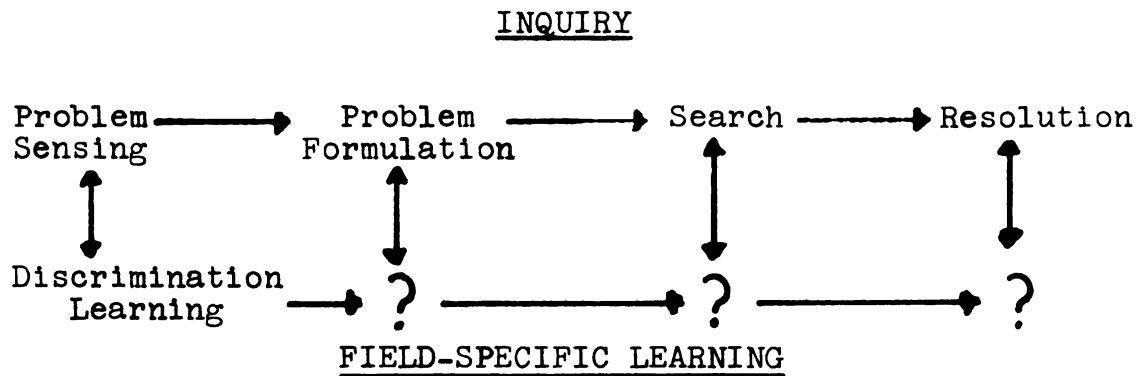 INQUIRY
Problem Sensing
Problem Formulation
Search
Resolution
Discrimination Learning
?
?
?
FIELD-SPECIFIC LEARNING